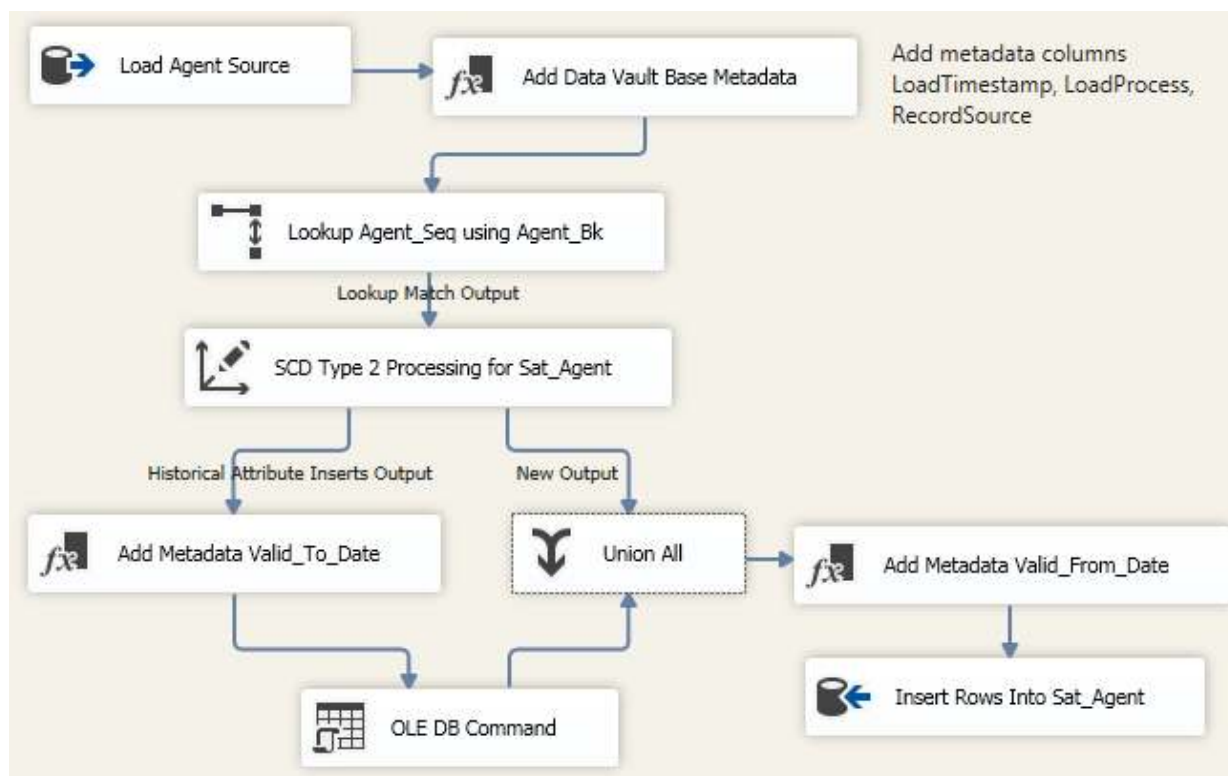 Load Agent Source
Add Data Vault Base Metadata
Add metadata columns
LoadTimestamp, LoadProcess,
RecordSource
Lookup Agent_Seq using Agent_Bk
Lookup Match Output
SCD Type 2 Processing for Sat_Agent
Historical Attribute Inserts Output
New Output
Add Metadata Valid_To_Date
Union All
Add Metadata Valid_From_Date
OLE DB Command
Insert Rows Into Sat_Agent